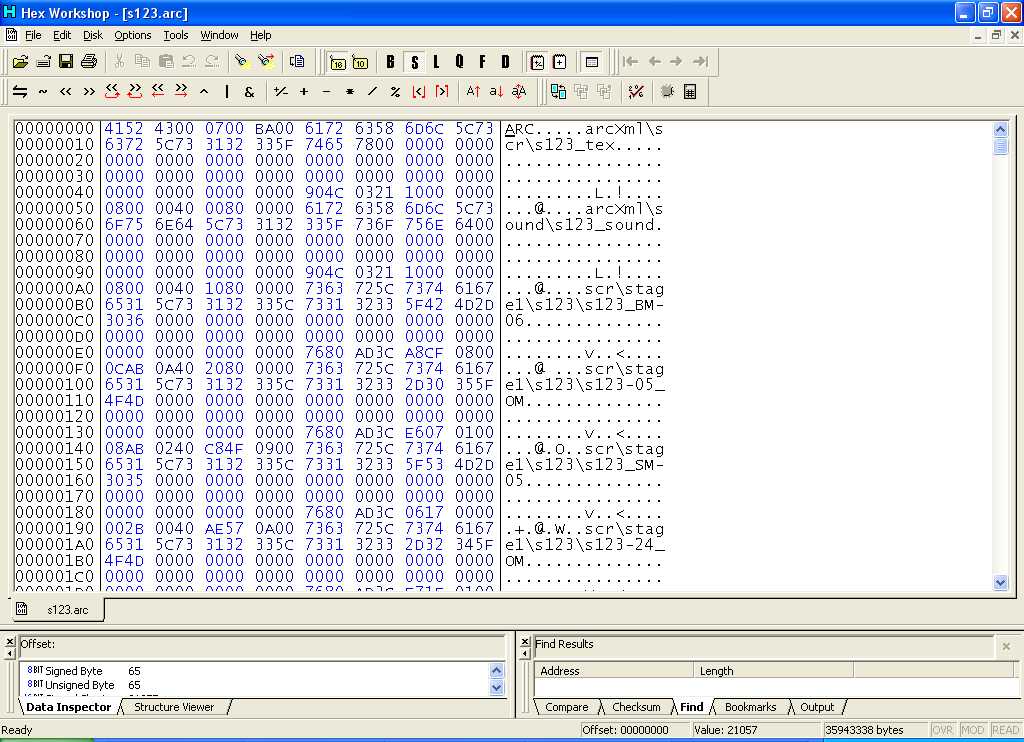 Hex Workshop - [s123.arc]
File Edit Disk Options Tools Window Help
B S L Q F D
00000000 4152 4300 0700 BA00 6172 6358 6D6C 5C73 ARC.....arcXml\s
00000010 6372 5C73 3132 335F 7465 7800 0000 0000 cr\s123_tex.....
00000020 0000 0000 0000 0000 0000 0000 0000 0000 ................
00000030 0000 0000 0000 0000 0000 0000 0000 0000 ................
00000040 0000 0000 0000 0000 904C 0321 1000 0000 .........L.!....
00000050 0800 0040 0080 0000 6172 6358 6D6C 5C73 ...@....arcXml\s
00000060 6F75 6E64 5C73 3132 335F 736F 756E 6400 ound\s123_sound.
00000070 0000 0000 0000 0000 0000 0000 0000 0000 ................
00000080 0000 0000 0000 0000 0000 0000 0000 0000 ................
00000090 0000 0000 0000 0000 904C 0321 1000 0000 .........L.!....
000000A0 0800 0040 1080 0000 7363 725C 7374 6167 ...@....scr\stag
000000B0 6531 5C73 3132 335C 7331 3233 5F42 4D2D e1\s123\s123_BM-
000000C0 3036 0000 0000 0000 0000 0000 0000 0000 06..............
000000D0 0000 0000 0000 0000 0000 0000 0000 0000 ................
000000E0 0000 0000 0000 0000 7680 AD3C A8CF 0800 ........v..<....
000000F0 0CAB 0A40 2080 0000 7363 725C 7374 6167 ...@ ...scr\stag
00000100 6531 5C73 3132 335C 7331 3233 2D30 355F e1\s123\s123-05_
00000110 4F4D 0000 0000 0000 0000 0000 0000 0000 OM..............
00000120 0000 0000 0000 0000 0000 0000 0000 0000 ................
00000130 0000 0000 0000 0000 7680 AD3C E607 0100 ........v..<....
00000140 08AB 0240 C84F 0900 7363 725C 7374 6167 ...@.O..scr\stag
00000150 6531 5C73 3132 335C 7331 3233 5F53 4D2D e1\s123\s123_SM-
00000160 3035 0000 0000 0000 0000 0000 0000 0000 05..............
00000170 0000 0000 0000 0000 0000 0000 0000 0000 ................
00000180 0000 0000 0000 0000 7680 AD3C 0617 0000 ........v..<....
00000190 002B 0040 AE57 0A00 7363 725C 7374 6167 .+.@.W..scr\stag
000001A0 6531 5C73 3132 335C 7331 3233 2D32 345F e1\s123\s123-24_
000001B0 4F4D 0000 0000 0000 0000 0000 0000 0000 OM..............
000001C0 0000 0000 0000 0000 0000 0000 0000 0000 ................
s123.arc
Offset:
8BIT Signed Byte 65
8BIT Unsigned Byte 65
Data Inspector Structure Viewer
Find Results
Address Length
Compare Checksum Find Bookmarks Output
Ready Offset: 00000000 Value: 21057 35943338 bytes OVR MOD READ